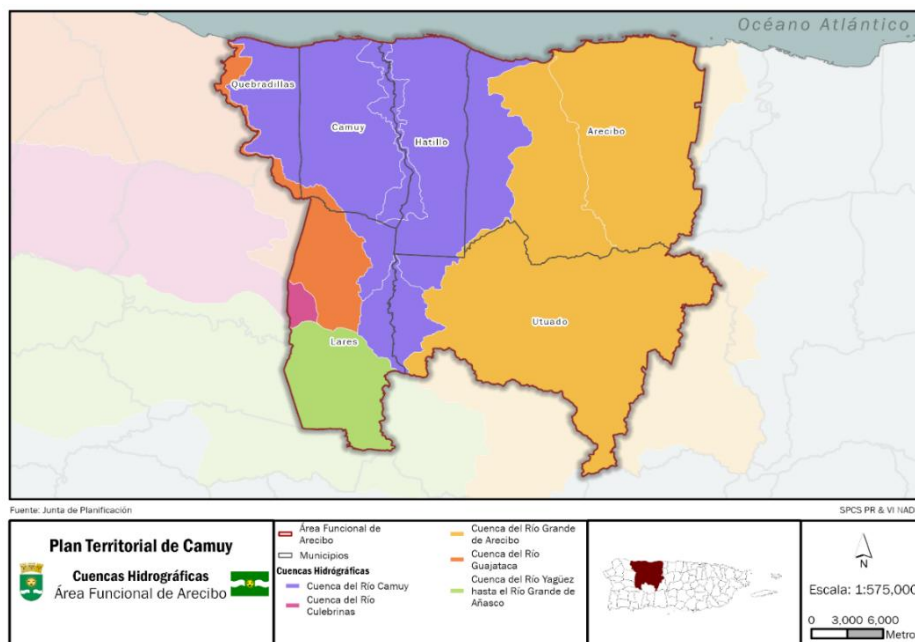 Océano Atlántico
Quebradillas
Camuy
Hatillo
Arecibo
Utuado
Lares
Fuente: Junta de Planificación
SPCS PR & VI NAD
Plan Territorial de Camuy
Cuencas Hidrográficas
Área Funcional de Arecibo
Área Funcional de
Arecibo
Municipios
Cuencas Hidrógráficas
Cuenca del Río Camuy
Cuenca del Río
Culebrinas
Cuenca del Río Grande
de Arecibo
Cuenca del Río
Guajataca
Cuenca del Río Yagüez
hasta el Río Grande de
Añasco
N
Escala: 1:575,000
0 3,000 6,000
Metro